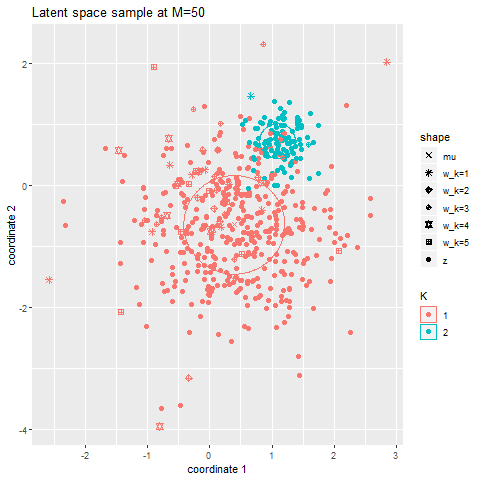 Latent space sample at M=50
2
0
-2
-4
coordinate 2
-2
-1
0
1
2
3
coordinate 1
shape
mu
w_k=1
w_k=2
w_k=3
w_k=4
w_k=5
z
K
1
2